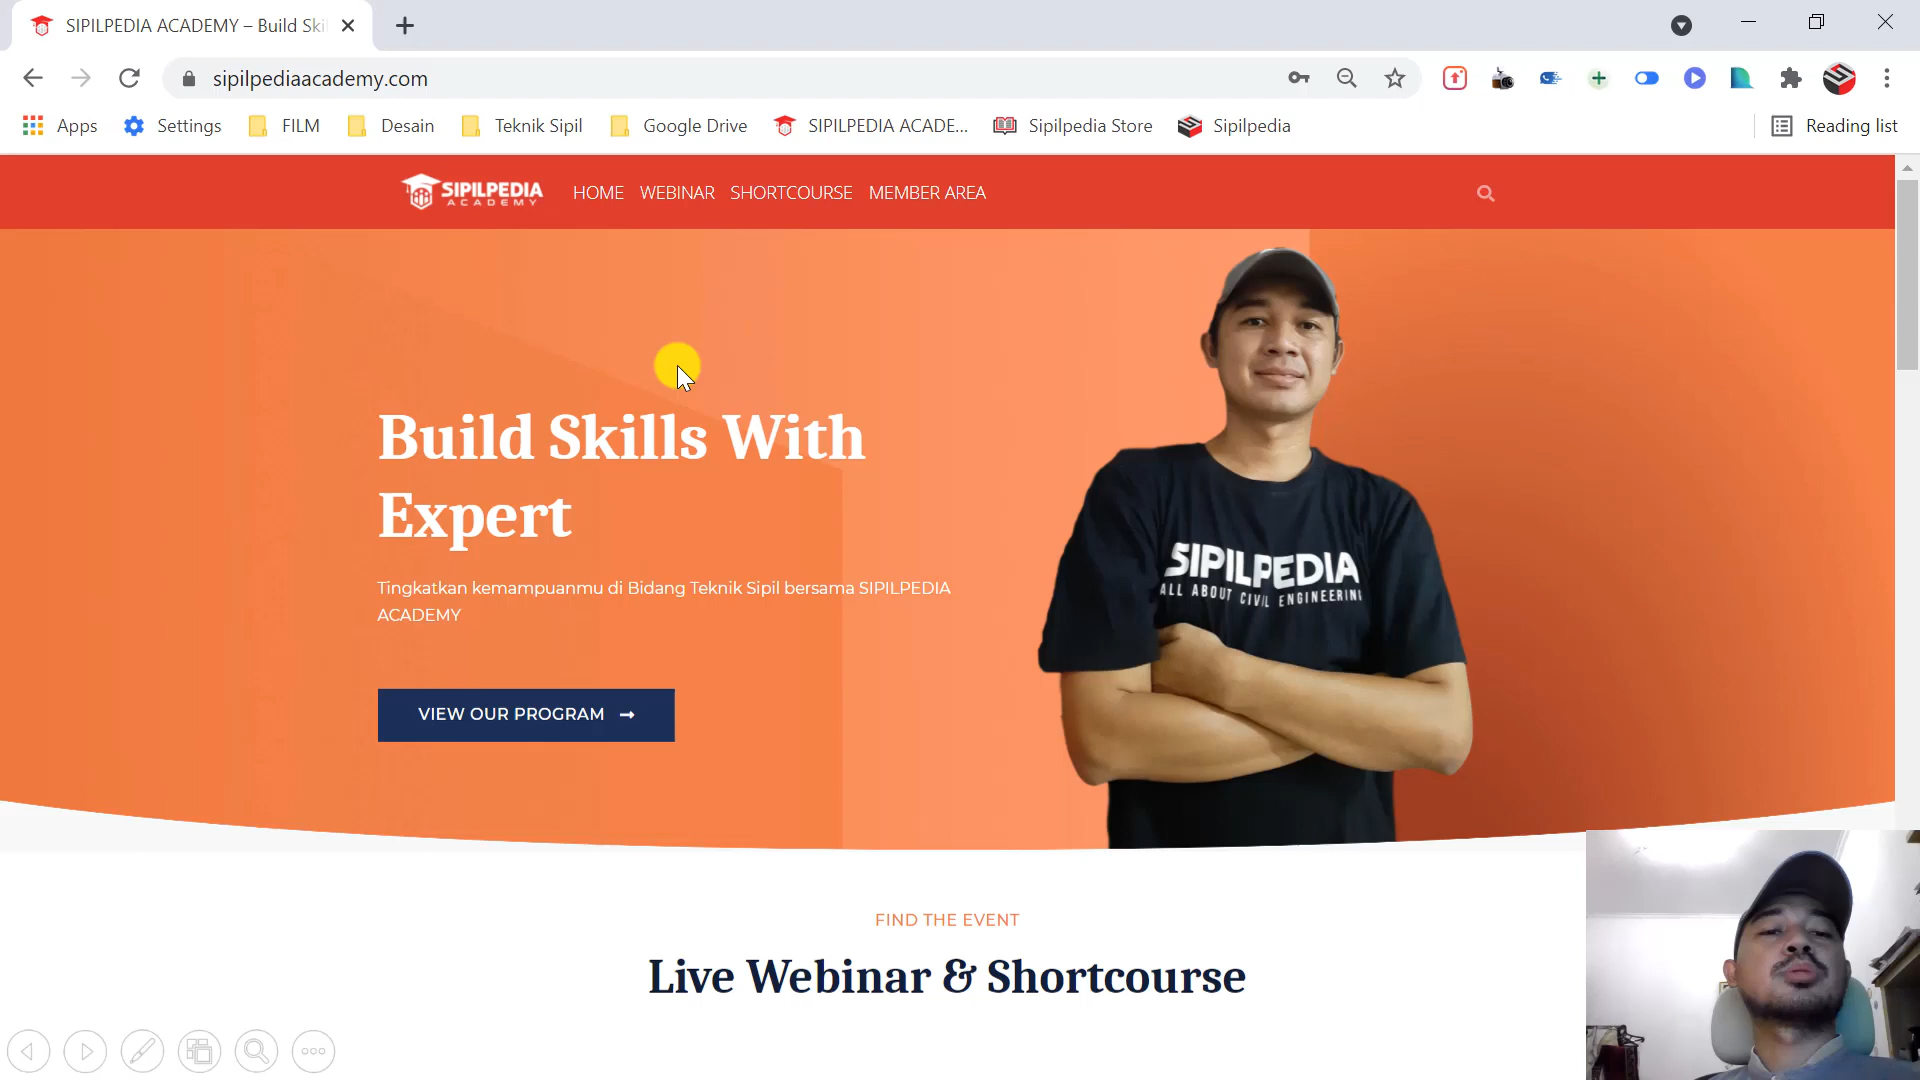 SIPILPEDIA ACADEMY – Build Ski
sipilpediaacademy.com
Apps
Settings
FILM
Desain
Teknik Sipil
Google Drive
SIPILPEDIA ACADE...
Sipilpedia Store
Sipilpedia
Reading list
SIPILPEDIA
ACADEMY
HOME
WEBINAR
SHORTCOURSE
MEMBER AREA
Build Skills With
Expert
Tingkatkan kemampuanmu di Bidang Teknik Sipil bersama SIPILPEDIA
ACADEMY
VIEW OUR PROGRAM
SIPILPEDIA
ALL ABOUT CIVIL ENGINEERIN
FIND THE EVENT
Live Webinar & Shortcourse